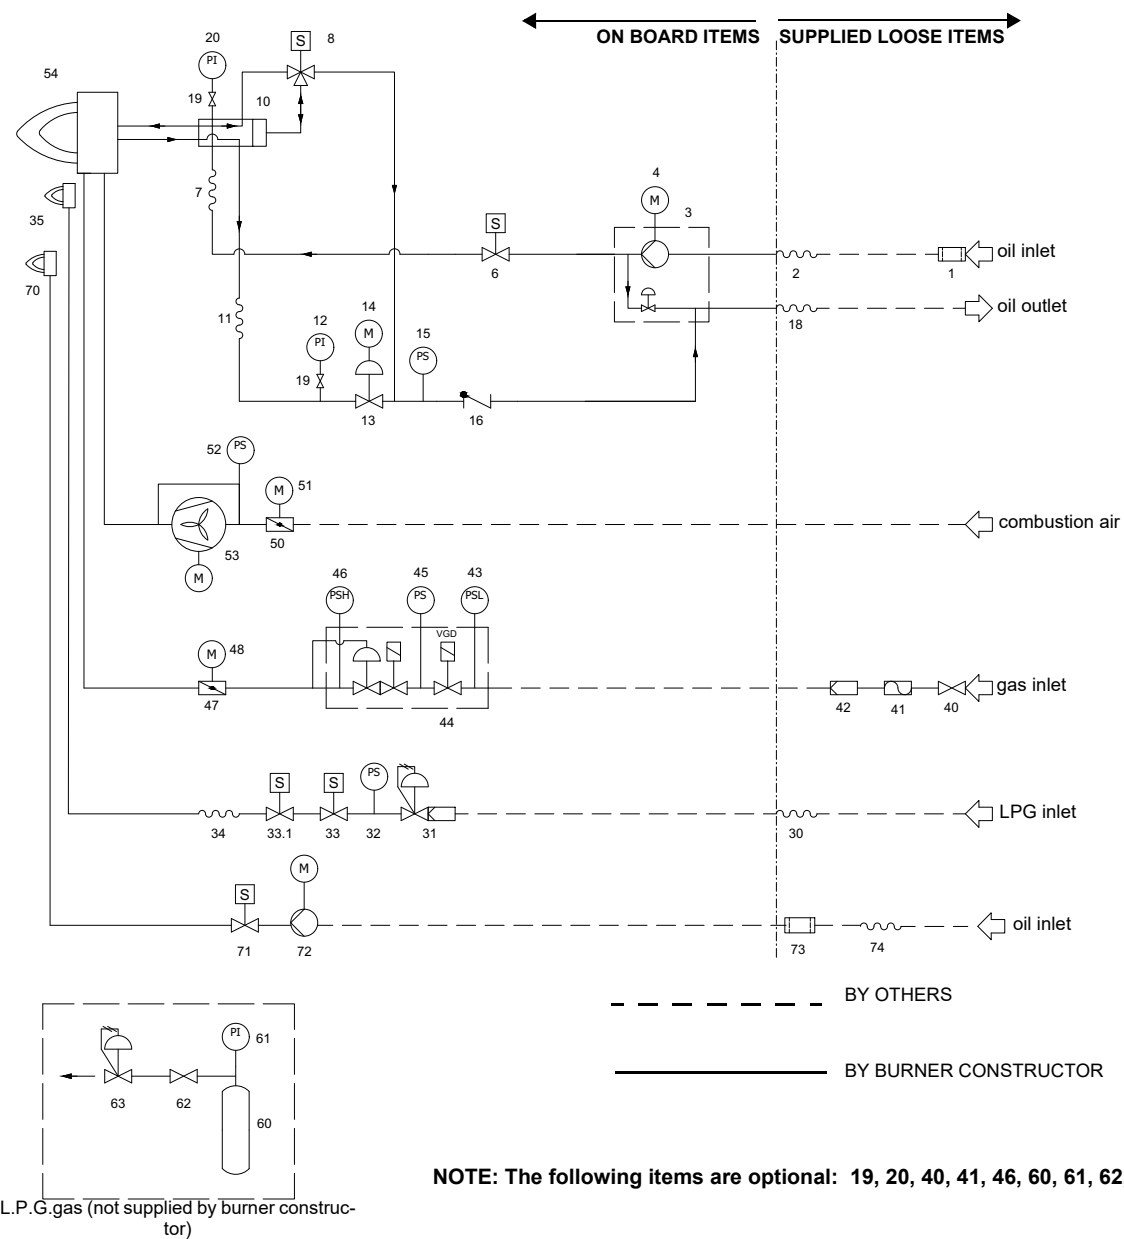 ON BOARD ITEMS
SUPPLIED LOOSE ITEMS
20
S
8
54
PI
19
10
4
7
M
3
35
S
oil inlet
70
6
2
1
14
oil outlet
11
12
M
15
18
PI
PS
19
13
16
52
PS
M
51
combustion air
50
53
M
46
45
43
PSH
PS
PSL
VGD
M
48
gas inlet
47
44
42
41
40
S
S
PS
LPG inlet
34
33.1
33
32
31
30
M
S
oil inlet
71
72
73
74
BY OTHERS
PI
61
BY BURNER CONSTRUCTOR
63
62
60
NOTE: The following items are optional: 19, 20, 40, 41, 46, 60, 61, 62
L.P.G.gas (not supplied by burner construc-
tor)